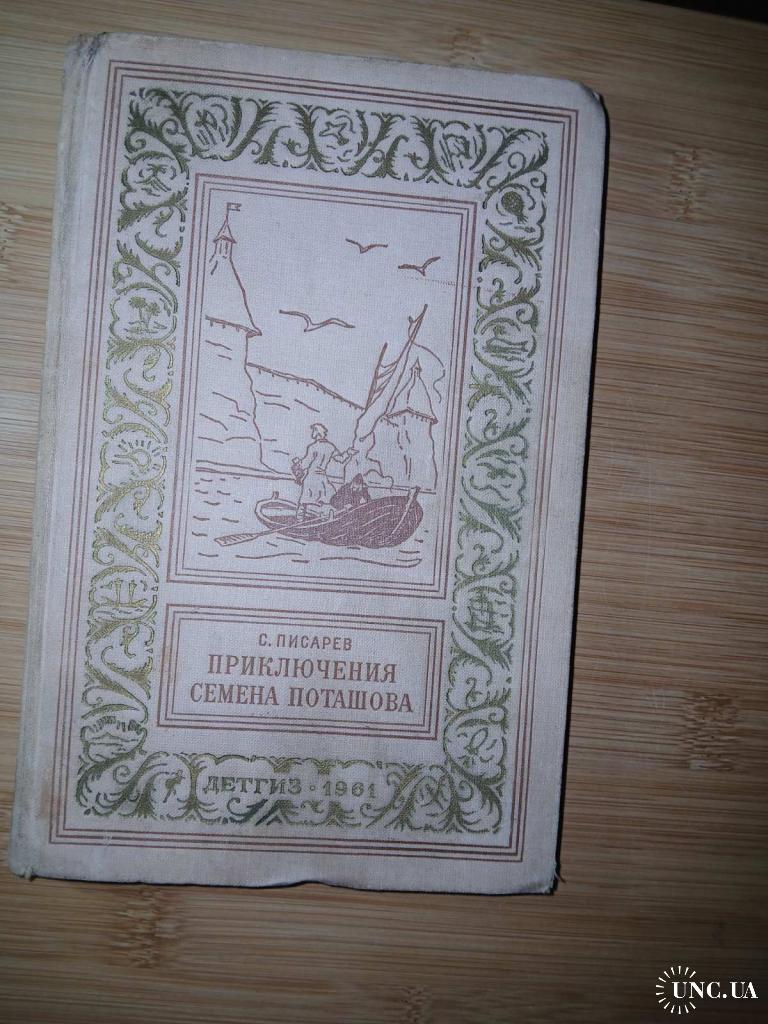 С. ПИСАРЕВ
ПРИКЛЮЧЕНИЯ
СЕМЕНА ПОТАШОВА
ДЕТГИЗ · 1961
UNC.UA